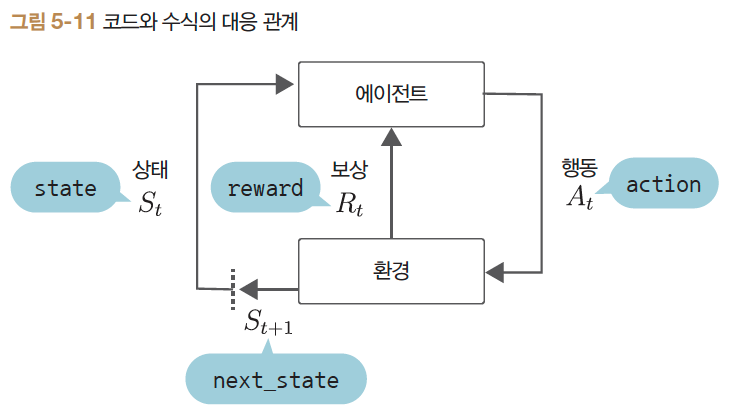 그림 5-11 코드와 수식의 대응 관계
에이전트
상태
state
S_t
보상
reward
R_t
행동
action
A_t
환경
S_{t+1}
next_state